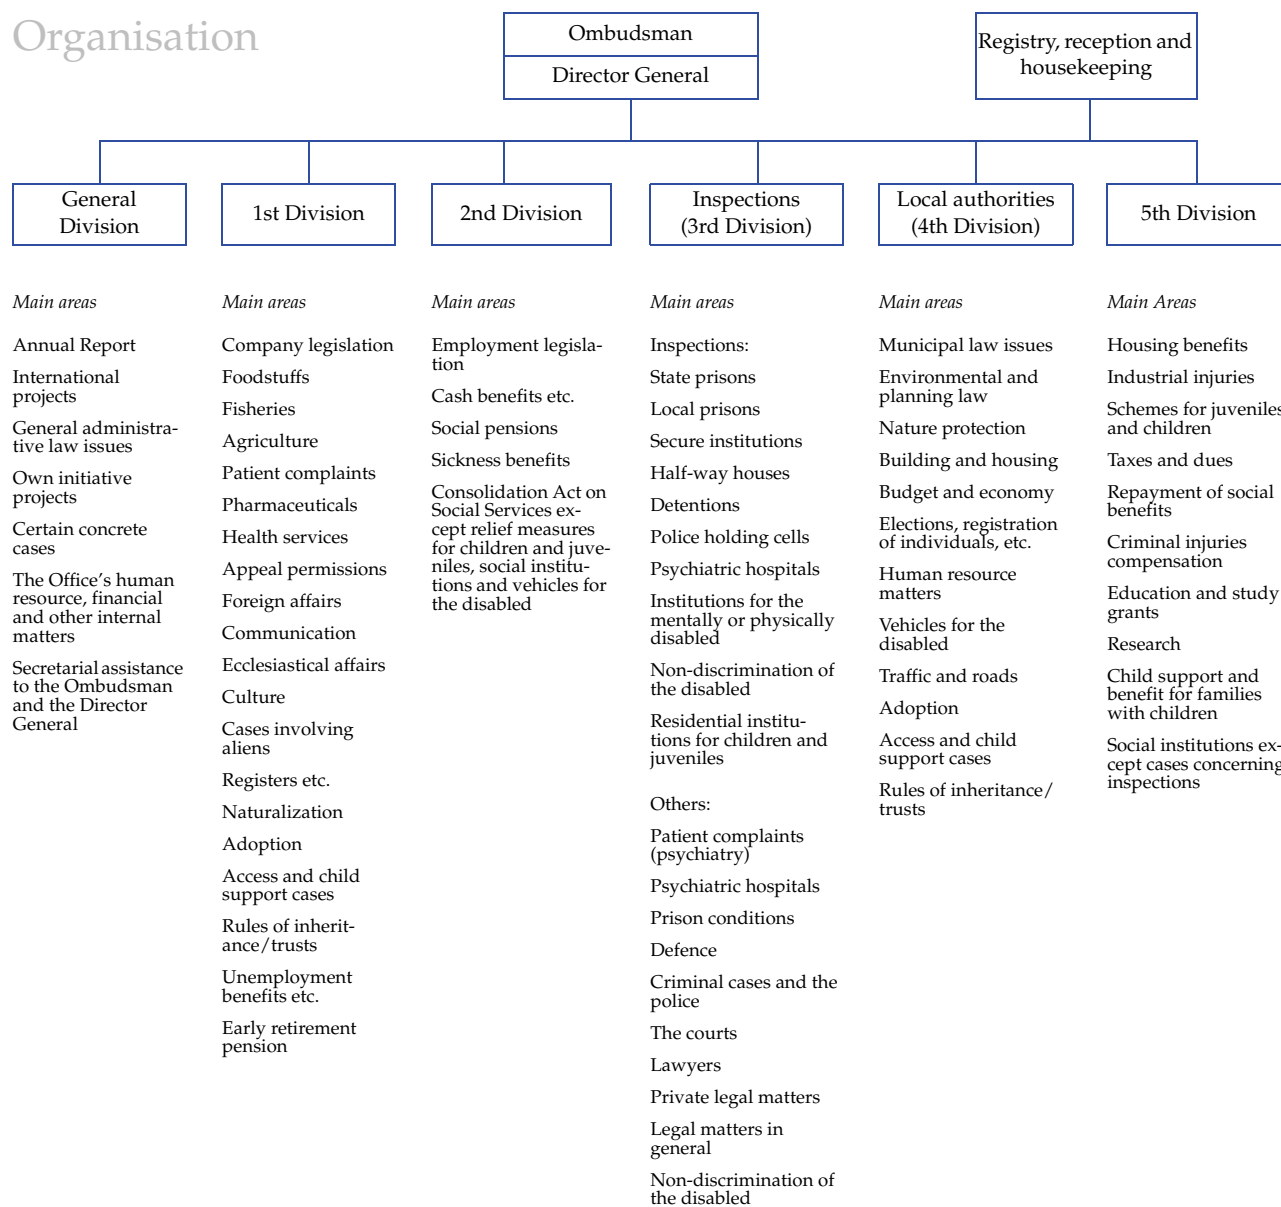 Organisation
Ombudsman
Director General
Registry, reception and
housekeeping
General
Division
1st Division
2nd Division
Inspections
(3rd Division)
Local authorities
(4th Division)
5th Division
Main areas
Annual Report
International
projects
General administra-
tive law issues
Own initiative
projects
Certain concrete
cases
The Office's human
resource, financial
and other internal
matters
Secretarial assistance
to the Ombudsman
and the Director
General
Main areas
Company legislation
Foodstuffs
Fisheries
Agriculture
Patient complaints
Pharmaceuticals
Health services
Appeal permissions
Foreign affairs
Communication
Ecclesiastical affairs
Culture
Cases involving
aliens
Registers etc.
Naturalization
Adoption
Access and child
support cases
Rules of inherit-
ance/trusts
Unemployment
benefits etc.
Early retirement
pension
Main areas
Employment legisla-
tion
Cash benefits etc.
Social pensions
Sickness benefits
Consolidation Act on
Social Services ex-
cept relief measures
for children and juve-
niles, social institu-
tions and vehicles for
the disabled
Main areas
Inspections:
State prisons
Local prisons
Secure institutions
Half-way houses
Detentions
Police holding cells
Psychiatric hospitals
Institutions for the
mentally or physically
disabled
Non-discrimination of
the disabled
Residential institu-
tions for children and
juveniles
Others:
Patient complaints
(psychiatry)
Psychiatric hospitals
Prison conditions
Defence
Criminal cases and the
police
The courts
Lawyers
Private legal matters
Legal matters in
general
Non-discrimination of
the disabled
Main areas
Municipal law issues
Environmental and
planning law
Nature protection
Building and housing
Budget and economy
Elections, registration
of individuals, etc.
Human resource
matters
Vehicles for the
disabled
Traffic and roads
Adoption
Access and child
support cases
Rules of inheritance/
trusts
Main Areas
Housing benefits
Industrial injuries
Schemes for juveniles
and children
Taxes and dues
Repayment of social
benefits
Criminal injuries
compensation
Education and study
grants
Research
Child support and
benefit for families
with children
Social institutions ex-
cept cases concerning
inspections